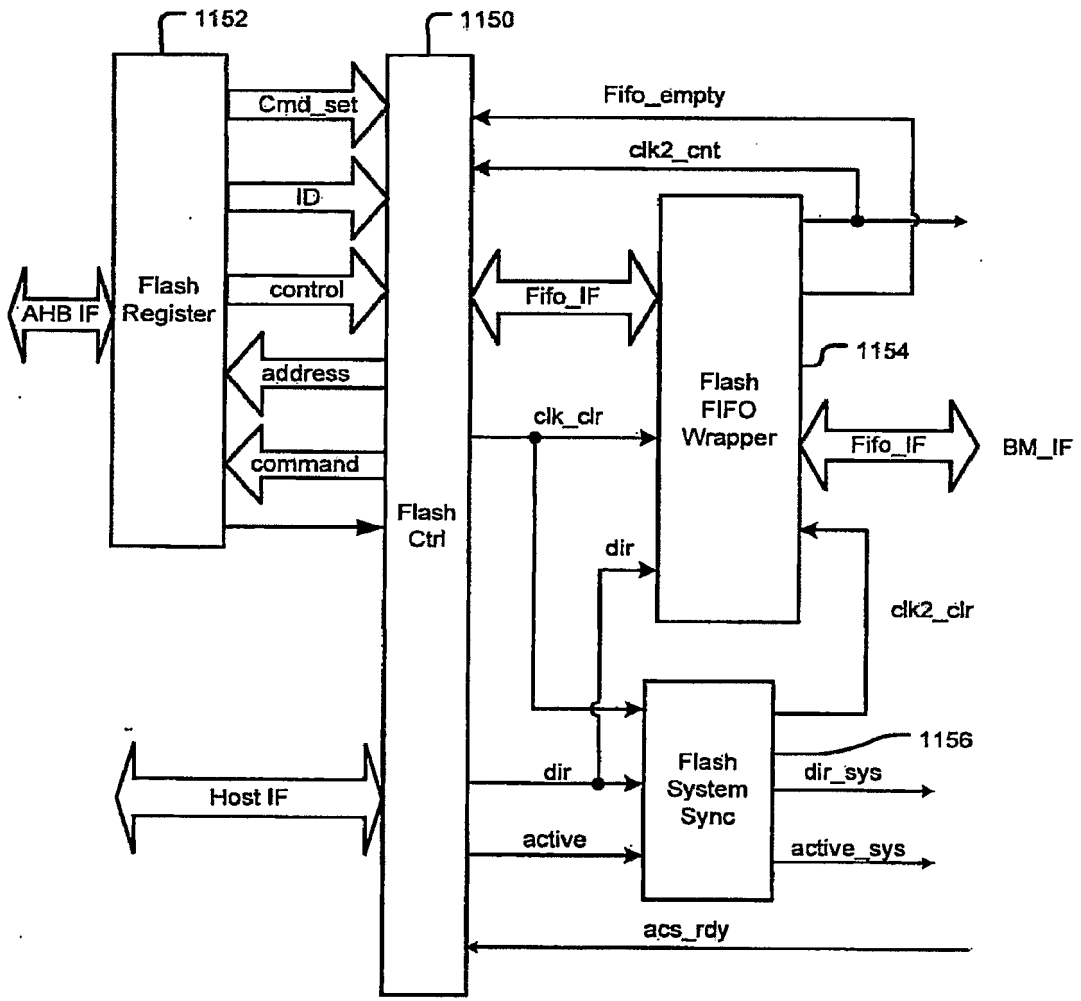 1152
1150
Cmd_set
Fifo_empty
clk2_cnt
ID
Flash
Register
control
AHB IF
Fifo_IF
1154
address
Flash
FIFO
Wrapper
clk_clr
Fifo_IF
BM_IF
command
Flash
Ctrl
dir
clk2_clr
1156
Flash
System
Sync
dir
dir_sys
Host IF
active
active_sys
acs_rdy